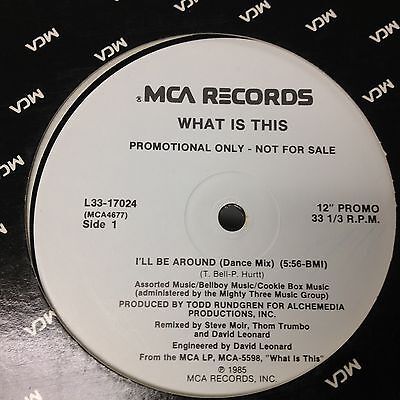 MCA RECORDS
WHAT IS THIS
PROMOTIONAL ONLY - NOT FOR SALE
L33-17024
(MCA4677)
Side 1
12" PROMO
33 1/3 R.P.M.
I'LL BE AROUND (Dance Mix) (5:56-BMI)
(T. Bell-P. Hurtt)
Assorted Music/Bellboy Music/Cookie Box Music
(administered by the Mighty Three Music Group)
PRODUCED BY TODD RUNDGREN FOR ALCHEMEDIA
PRODUCTIONS, INC.
Remixed by Steve Moir, Thom Trumbo
and David Leonard
Engineered by David Leonard
From the MCA LP, MCA-5598, "What Is This"
℗ 1985
MCA RECORDS, INC.
MCA
MCA
MCA
MCA
MCA
MCA
MCA
MCA